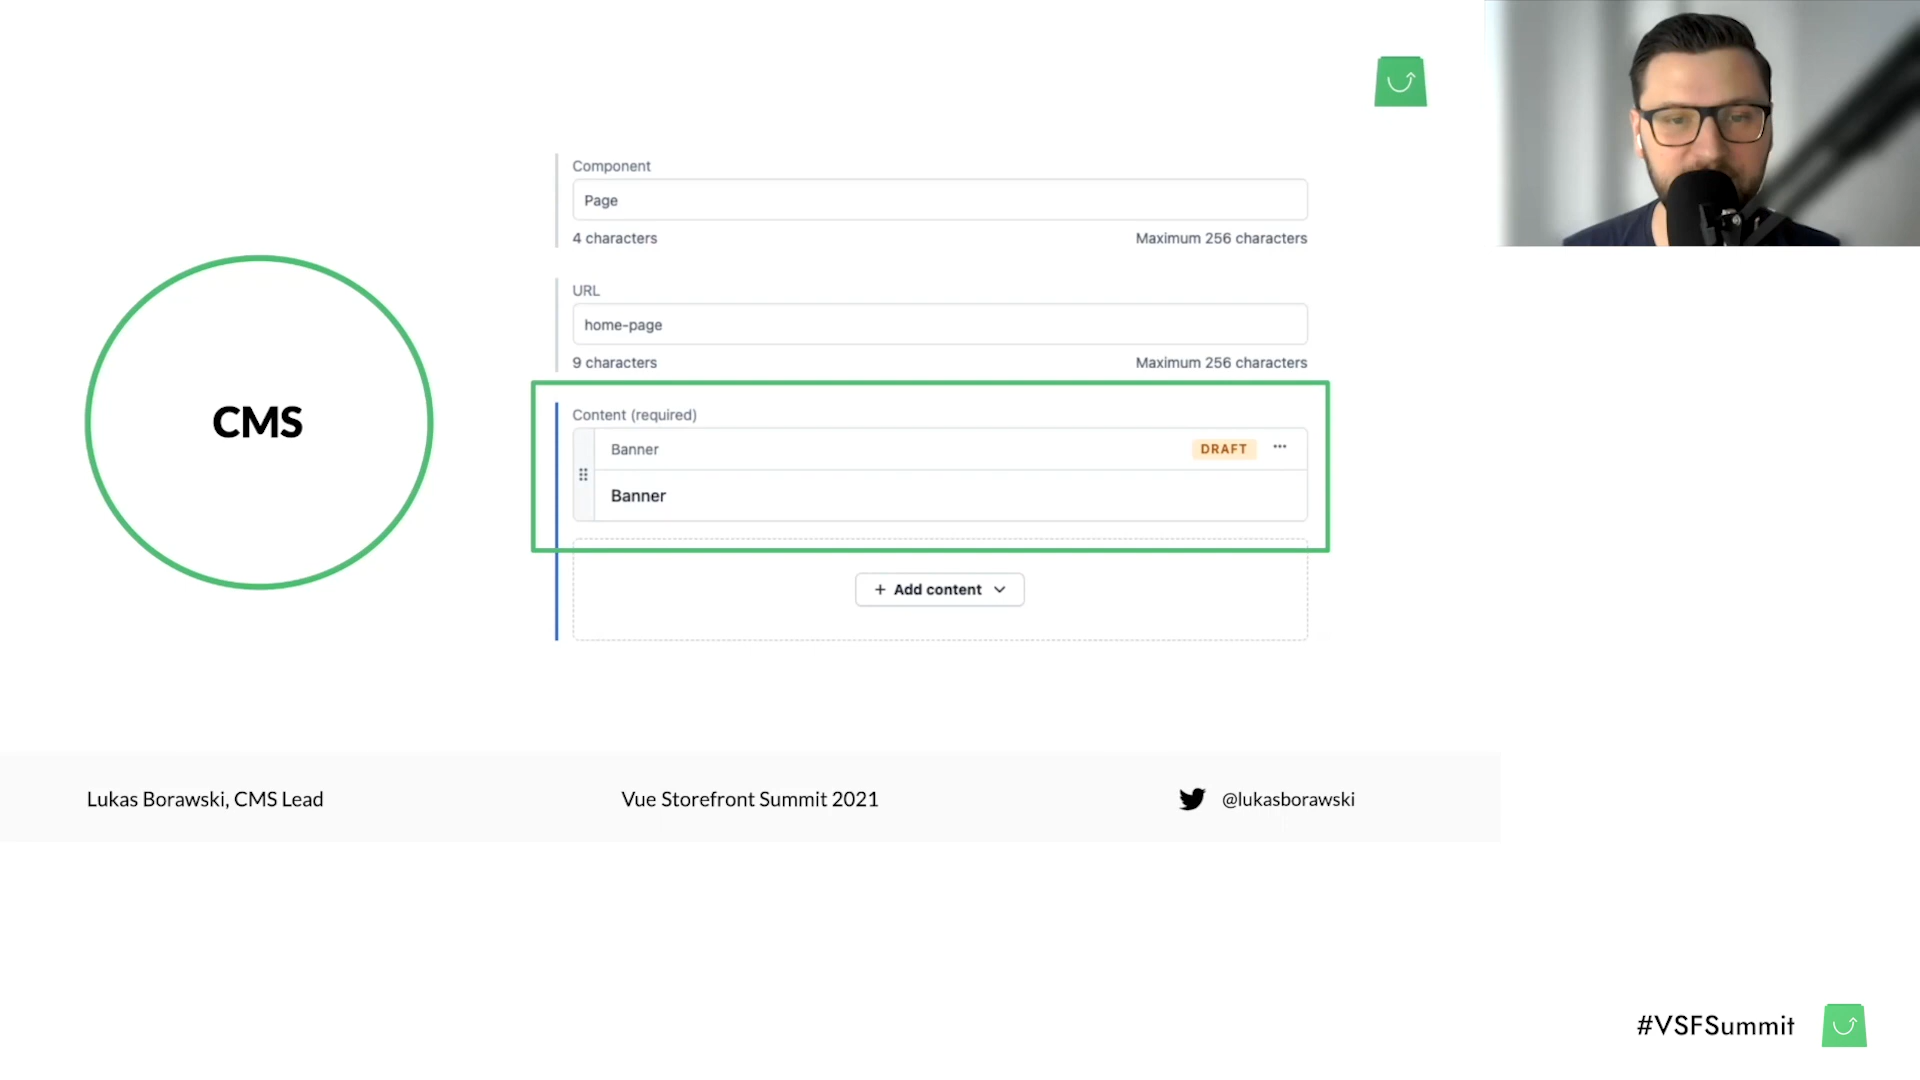 CMS
Component
Page
4 characters
Maximum 256 characters
URL
home-page
9 characters
Maximum 256 characters
Content (required)
Banner
DRAFT
Banner
+ Add content
Lukas Borawski, CMS Lead
Vue Storefront Summit 2021
@lukasborawski
#VSFSummit